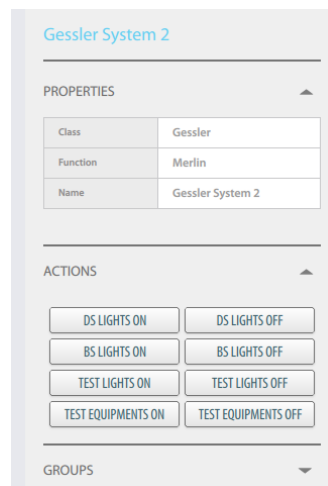 Gessler System 2
PROPERTIES
Class Gessler
Function Merlin
Name Gessler System 2
ACTIONS
DS LIGHTS ON DS LIGHTS OFF
BS LIGHTS ON BS LIGHTS OFF
TEST LIGHTS ON TEST LIGHTS OFF
TEST EQUIPMENTS ON TEST EQUIPMENTS OFF
GROUPS